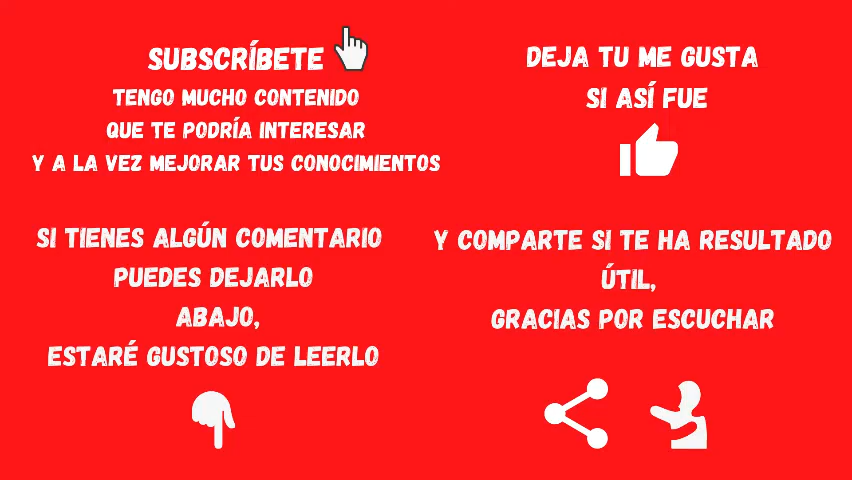 SUBSCRÍBETE
TENGO MUCHO CONTENIDO
QUE TE PODRÍA INTERESAR
Y A LA VEZ MEJORAR TUS CONOCIMIENTOS
DEJA TU ME GUSTA
SI ASÍ FUE
SI TIENES ALGÚN COMENTARIO
PUEDES DEJARLO
ABAJO,
ESTARÉ GUSTOSO DE LEERLO
Y COMPARTE SI TE HA RESULTADO
ÚTIL,
GRACIAS POR ESCUCHAR